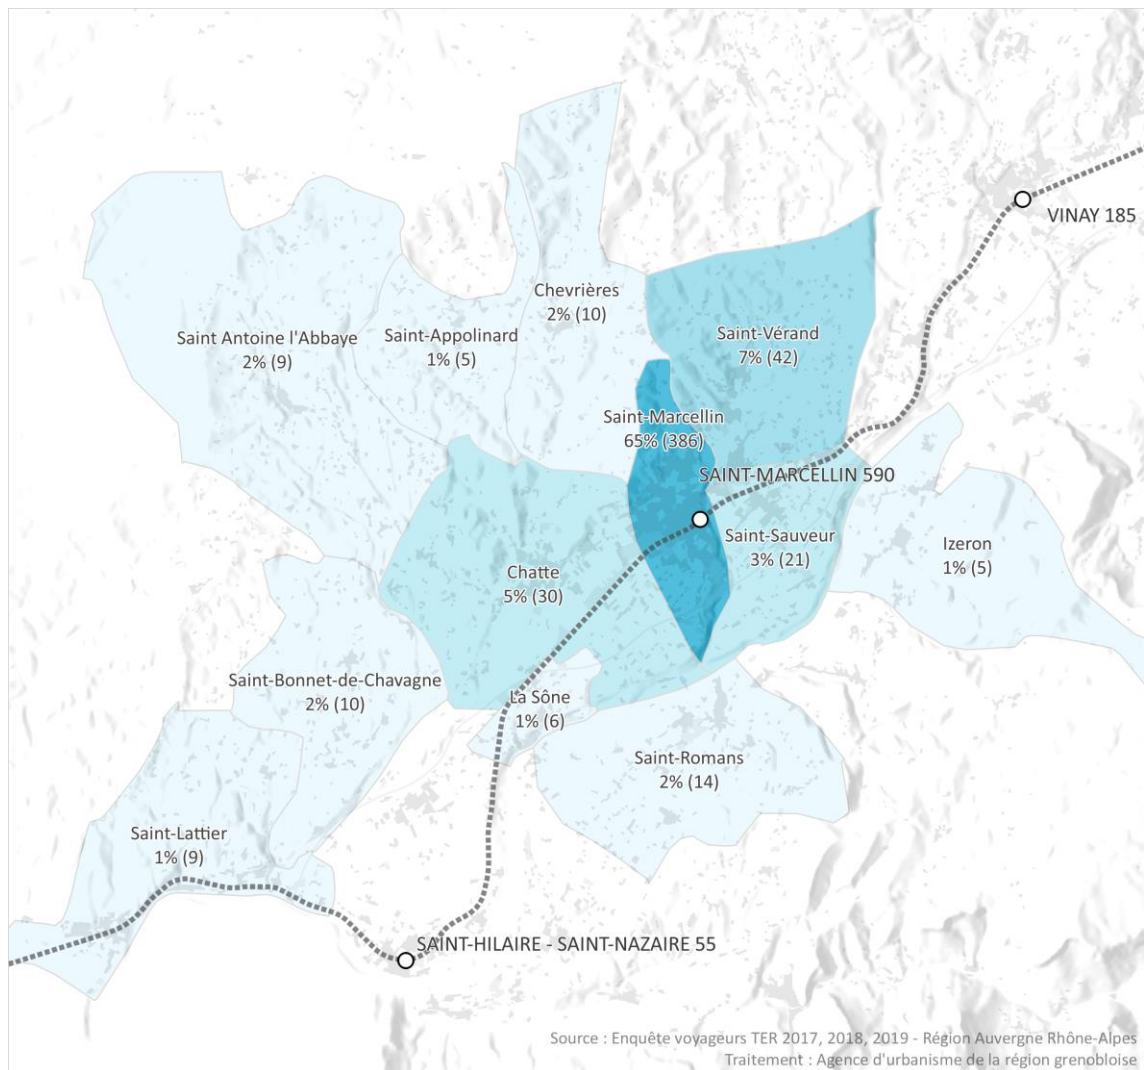 VINAY 185
Chevrières
2% (10)
Saint Antoine l'Abbaye
2% (9)
Saint-Appolinard
1% (5)
Saint-Vérand
7% (42)
Saint-Marcellin
65% (386)
SAINT-MARCELLIN 590
Saint-Sauveur
3% (21)
Izeron
1% (5)
Chatte
5% (30)
Saint-Bonnet-de-Chavagne
2% (10)
La Sône
1% (6)
Saint-Romans
2% (14)
Saint-Lattier
1% (9)
SAINT-HILAIRE - SAINT-NAZAIRE 55
Source : Enquête voyageurs TER 2017, 2018, 2019 - Région Auvergne Rhône-Alpes
Traitement : Agence d'urbanisme de la région grenobloise